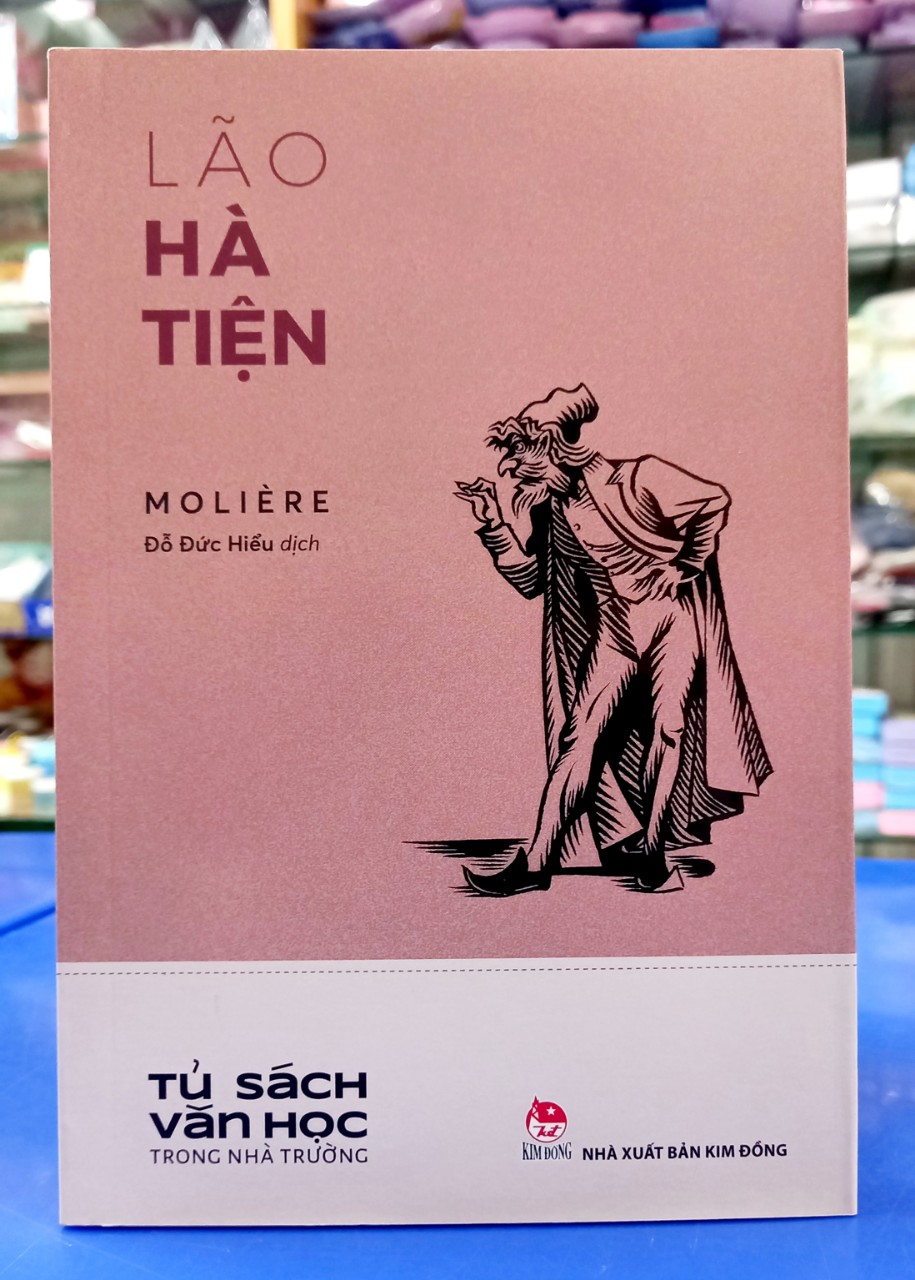 LÃO
HÀ
TIỆN
MOLIÈRE
Đỗ Đức Hiểu dịch
Tủ sách
văn học
TRONG NHÀ TRƯỜNG
kđ
KIM ĐỒNG
NHÀ XUẤT BẢN KIM ĐỒNG